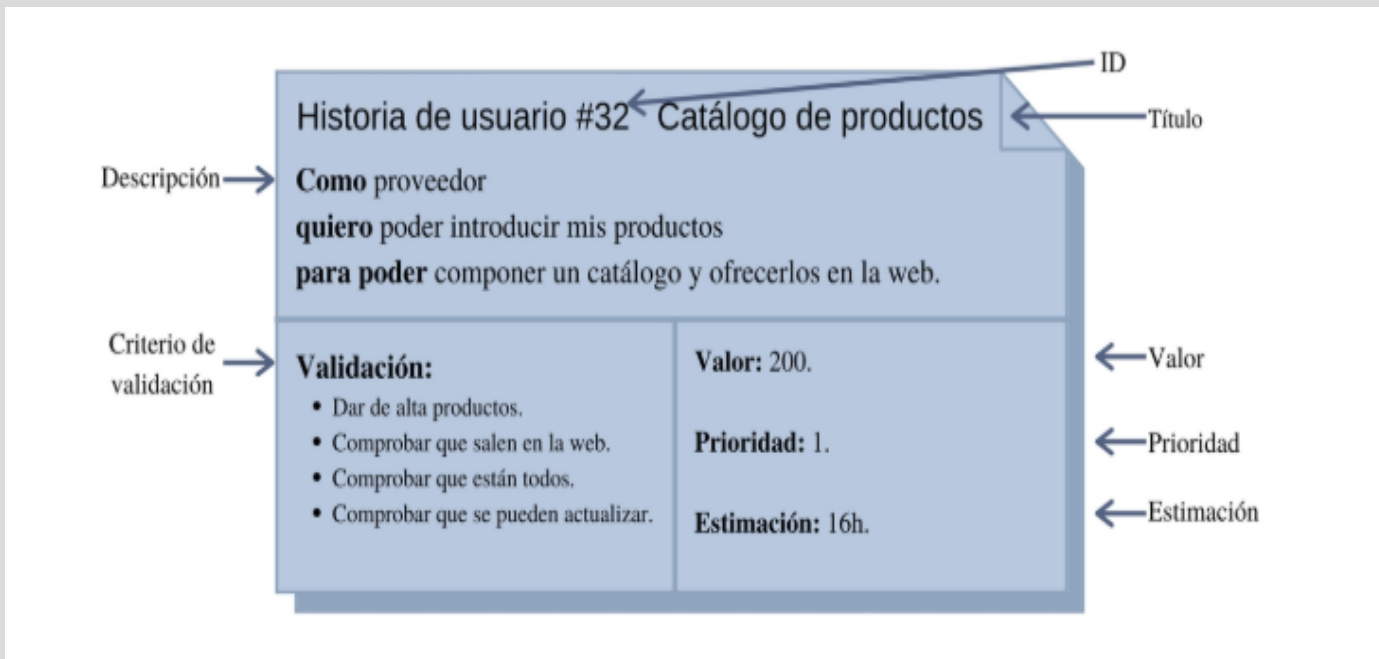 ID
Historia de usuario #32 Catálogo de productos
Título
Descripción
Como proveedor
quiero poder introducir mis productos
para poder componer un catálogo y ofrecerlos en la web.
Criterio de
validación
Validación:
• Dar de alta productos.
• Comprobar que salen en la web.
• Comprobar que están todos.
• Comprobar que se pueden actualizar.
Valor: 200.
Prioridad: 1.
Estimación: 16h.
Valor
Prioridad
Estimación